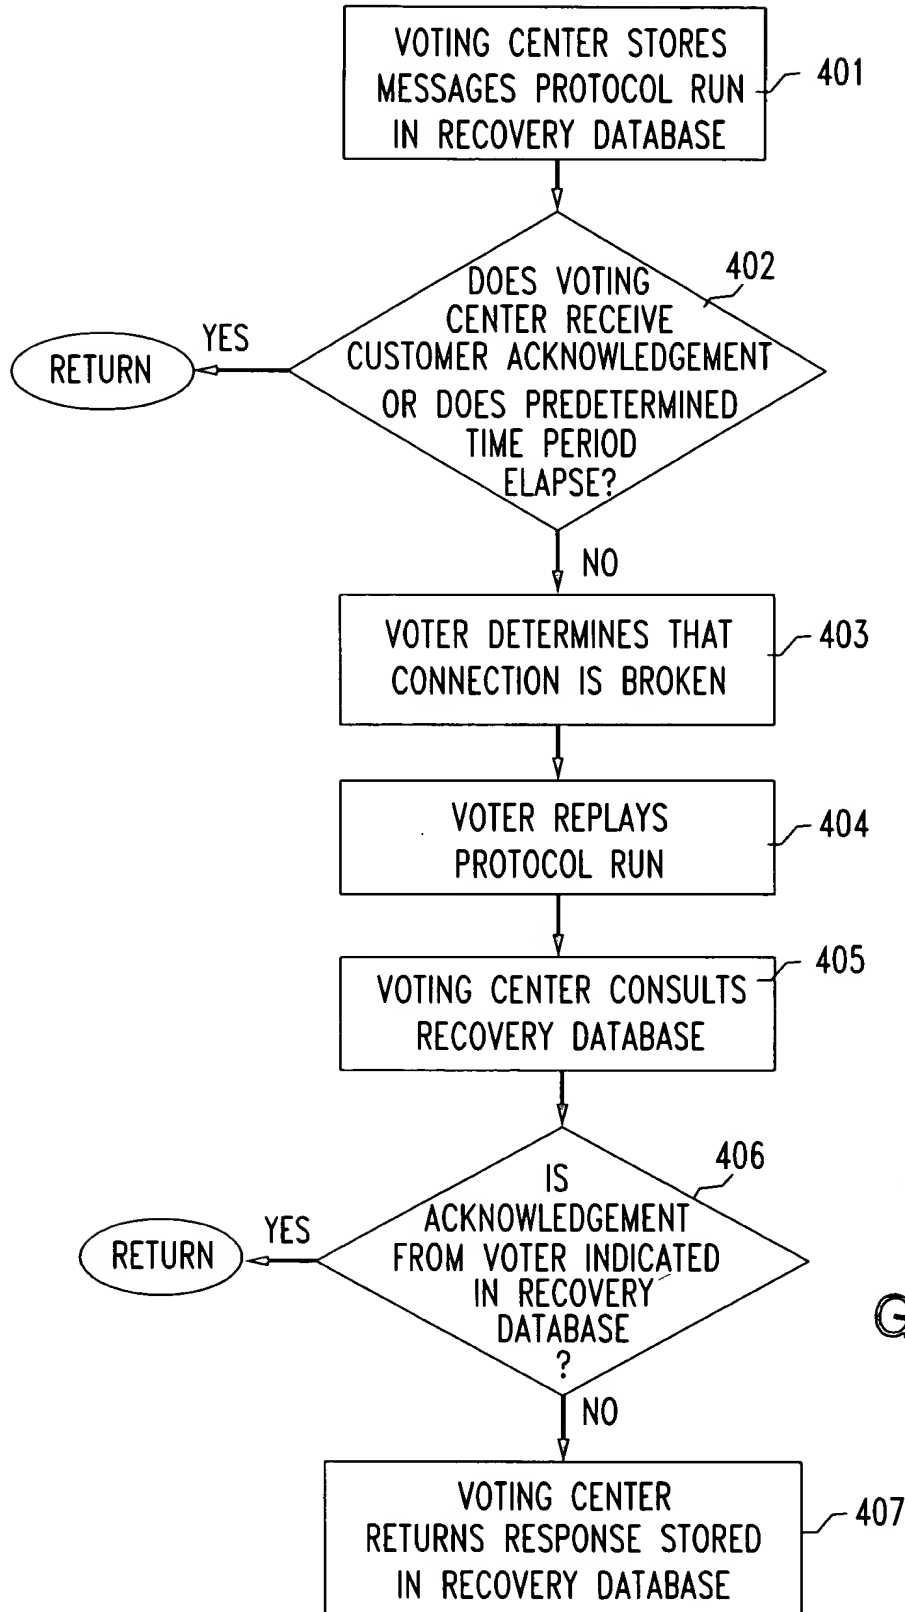 VOTING CENTER STORES
MESSAGES PROTOCOL RUN
IN RECOVERY DATABASE
401
DOES VOTING
CENTER RECEIVE
CUSTOMER ACKNOWLEDGEMENT
OR DOES PREDETERMINED
TIME PERIOD
ELAPSE?
402
YES
RETURN
NO
VOTER DETERMINES THAT
CONNECTION IS BROKEN
403
VOTER REPLAYS
PROTOCOL RUN
404
VOTING CENTER CONSULTS
RECOVERY DATABASE
405
IS
ACKNOWLEDGEMENT
FROM VOTER INDICATED
IN RECOVERY
DATABASE
?
406
YES
RETURN
NO
VOTING CENTER
RETURNS RESPONSE STORED
IN RECOVERY DATABASE
407